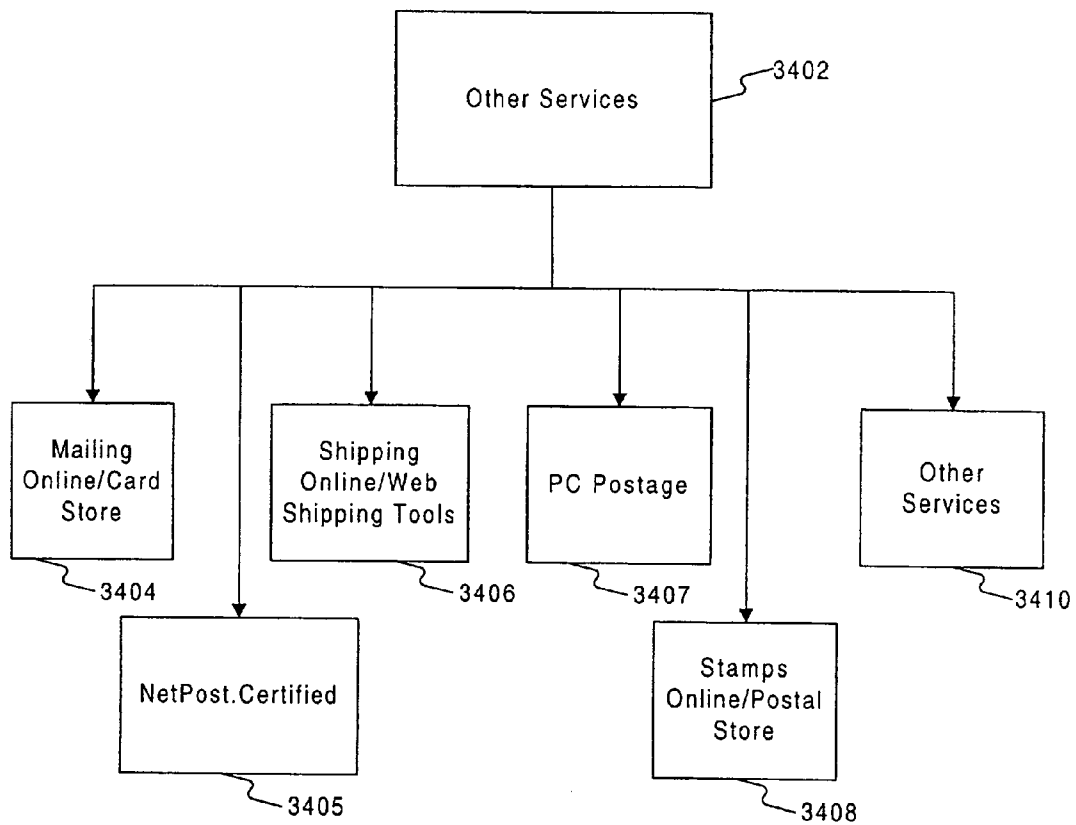 Other Services
3402
Mailing
Online/Card
Store
3404
NetPost.Certified
3405
Shipping
Online/Web
Shipping Tools
3406
PC Postage
3407
Stamps
Online/Postal
Store
3408
Other
Services
3410